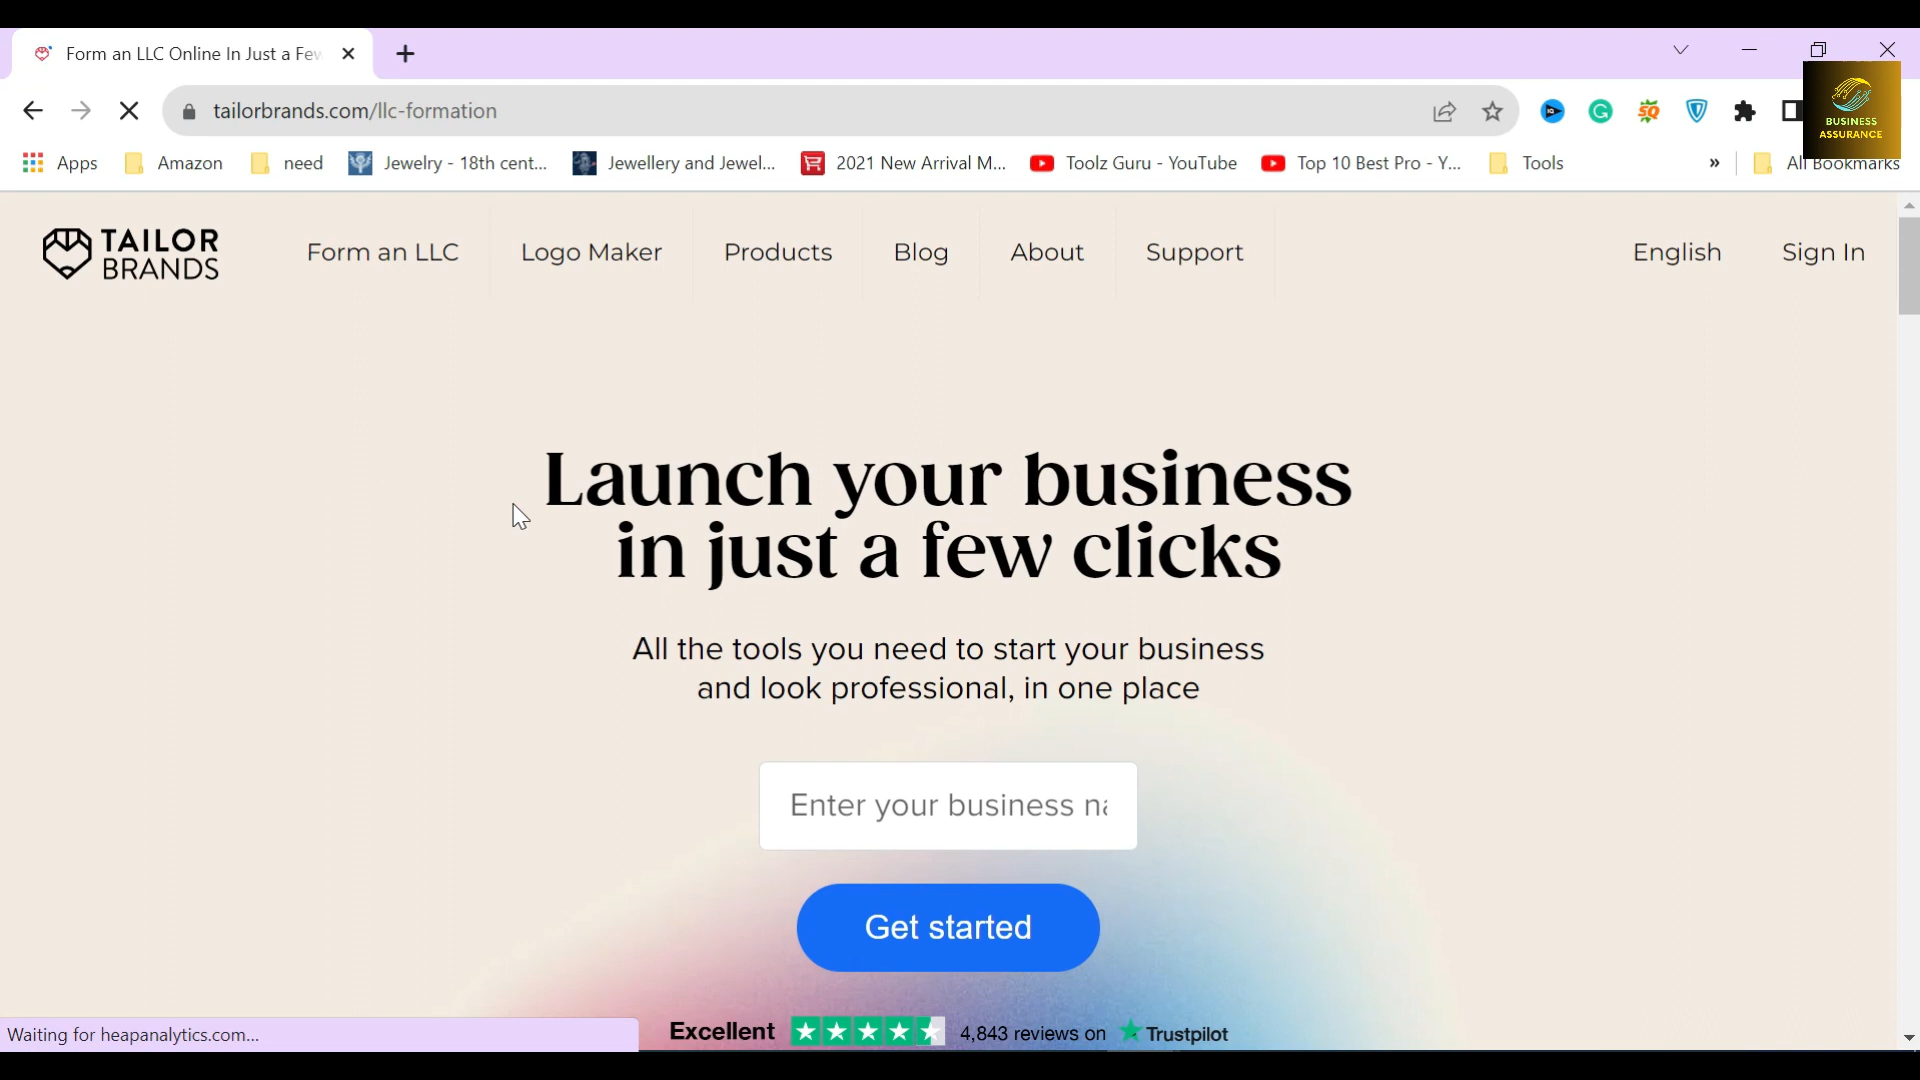 Form an LLC Online In Just a Few
tailorbrands.com/llc-formation
BUSINESS
ASSURANCE
Apps
Amazon
need
Jewelry - 18th cent...
Jewellery and Jewel...
2021 New Arrival M...
Toolz Guru - YouTube
Top 10 Best Pro - Y...
Tools
»
All Bookmarks
TAILOR
BRANDS
Form an LLC
Logo Maker
Products
Blog
About
Support
English
Sign In
Launch your business
in just a few clicks
All the tools you need to start your business
and look professional, in one place
Enter your business na
Get started
Excellent
4,843 reviews on
Trustpilot
Waiting for heapanalytics.com...